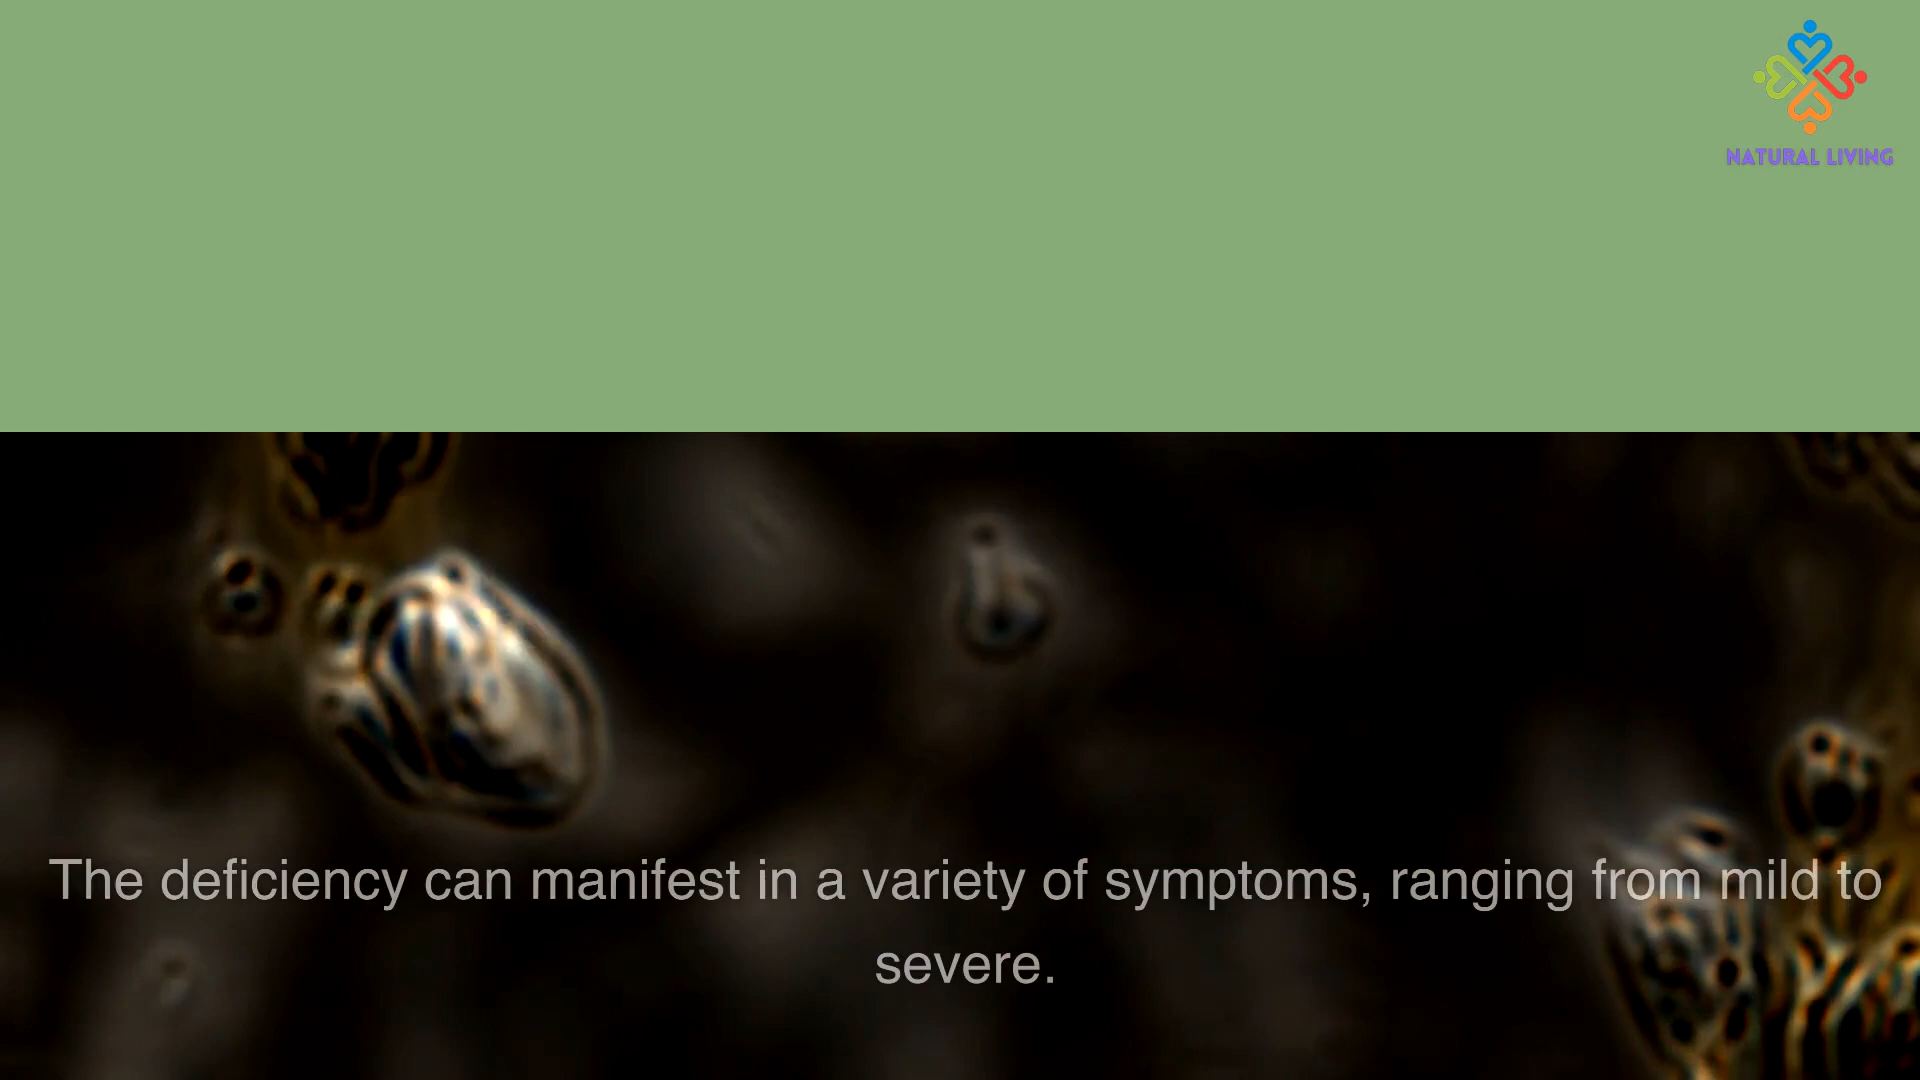 NATURAL LIVING
The deficiency can manifest in a variety of symptoms, ranging from mild to
severe.